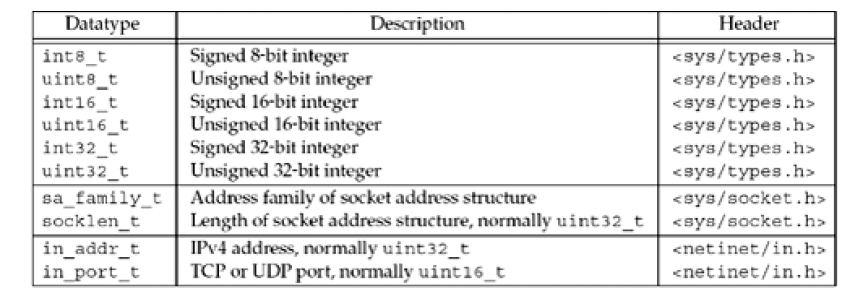 Datatype Description Header
int8_t Signed 8-bit integer <sys/types.h>
uint8_t Unsigned 8-bit integer <sys/types.h>
int16_t Signed 16-bit integer <sys/types.h>
uint16_t Unsigned 16-bit integer <sys/types.h>
int32_t Signed 32-bit integer <sys/types.h>
uint32_t Unsigned 32-bit integer <sys/types.h>
sa_family_t Address family of socket address structure <sys/socket.h>
socklen_t Length of socket address structure, normally uint32_t <sys/socket.h>
in_addr_t IPv4 address, normally uint32_t <netinet/in.h>
in_port_t TCP or UDP port, normally uint16_t <netinet/in.h>